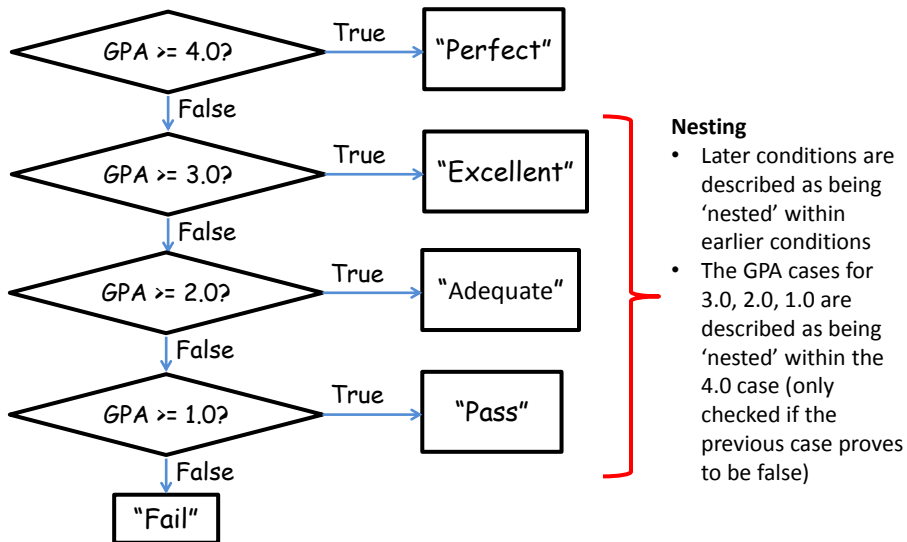 GPA >= 4.0?
True
“Perfect”
False
GPA >= 3.0?
True
“Excellent”
False
GPA >= 2.0?
True
“Adequate”
False
GPA >= 1.0?
True
“Pass”
False
“Fail”
Nesting
• Later conditions are
described as being
‘nested’ within
earlier conditions
• The GPA cases for
3.0, 2.0, 1.0 are
described as being
‘nested’ within the
4.0 case (only
checked if the
previous case proves
to be false)